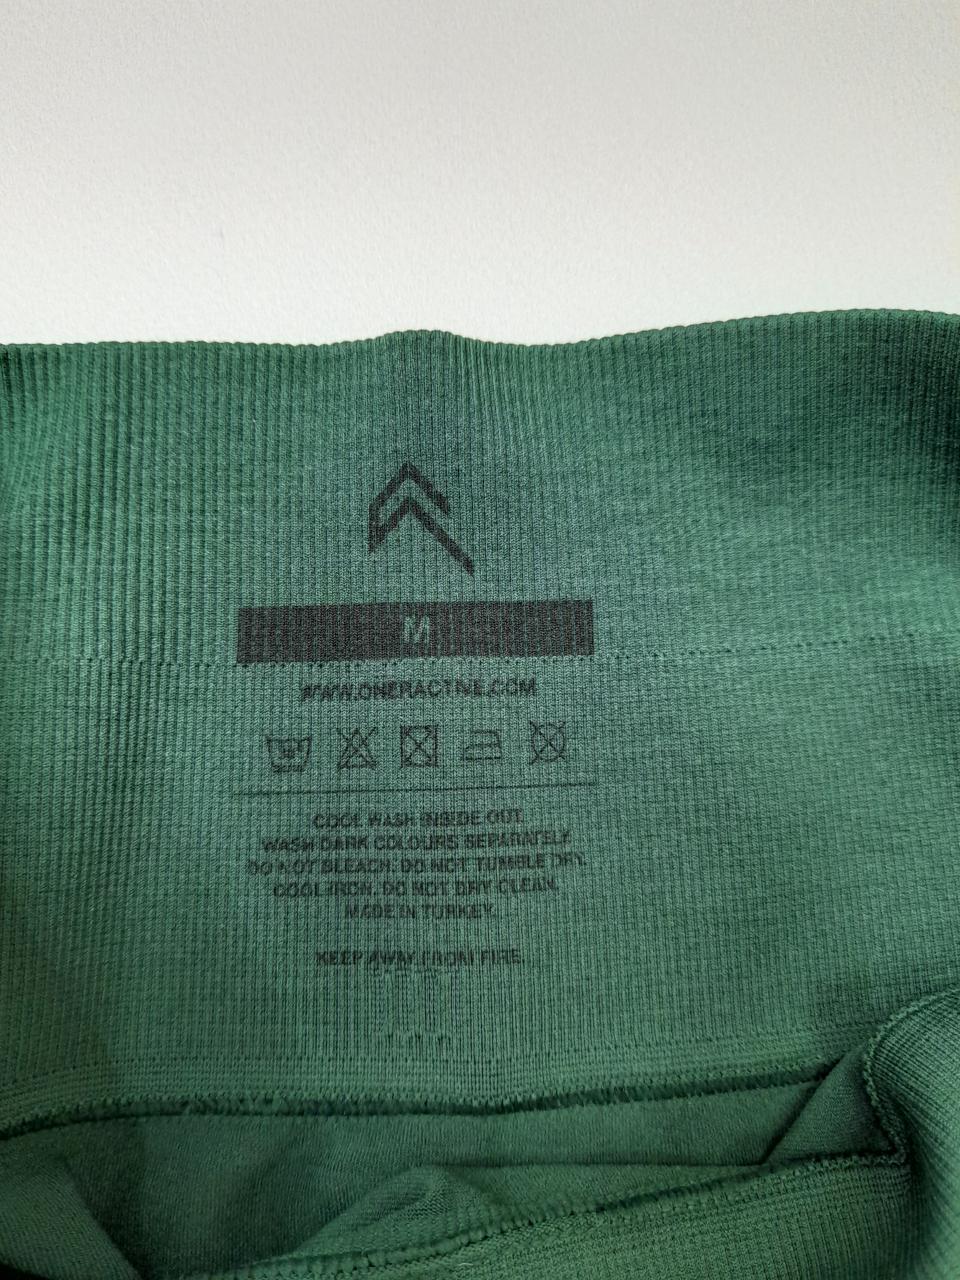 M
WWW.ONERACTIVE.COM
COOL WASH INSIDE OUT.
WASH DARK COLOURS SEPARATELY.
DO NOT BLEACH. DO NOT TUMBLE DRY.
COOL IRON. DO NOT DRY CLEAN.
MADE IN TURKEY.
KEEP AWAY FROM FIRE.